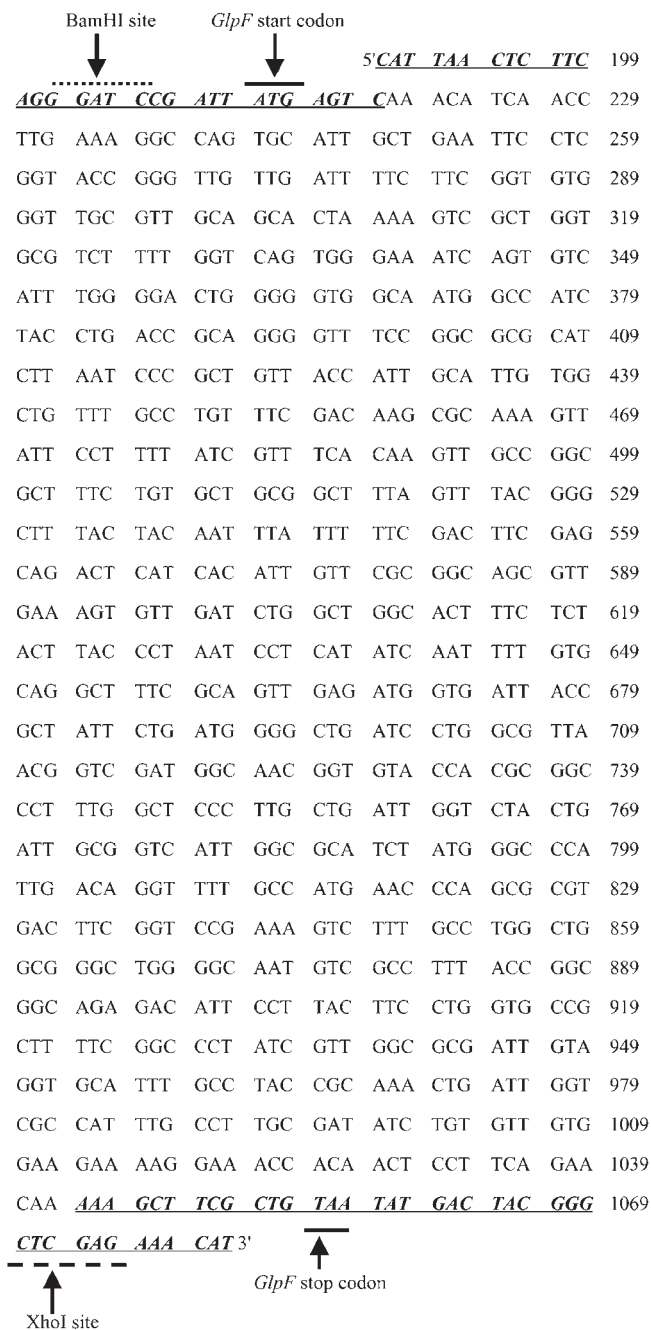 BamHI site GlpF start codon
5'CAT TAA CTC TTC 199
AGG GAT CCG ATT ATG AGT CAA ACA TCA ACC 229
TTG AAA GGC CAG TGC ATT GCT GAA TTC CTC 259
GGT ACC GGG TTG TTG ATT TTC TTC GGT GTG 289
GGT TGC GTT GCA GCA CTA AAA GTC GCT GGT 319
GCG TCT TTT GGT CAG TGG GAA ATC AGT GTC 349
ATT TGG GGA CTG GGG GTG GCA ATG GCC ATC 379
TAC CTG ACC GCA GGG GTT TCC GGC GCG CAT 409
CTT AAT CCC GCT GTT ACC ATT GCA TTG TGG 439
CTG TTT GCC TGT TTC GAC AAG CGC AAA GTT 469
ATT CCT TTT ATC GTT TCA CAA GTT GCC GGC 499
GCT TTC TGT GCT GCG GCT TTA GTT TAC GGG 529
CTT TAC TAC AAT TTA TTT TTC GAC TTC GAG 559
CAG ACT CAT CAC ATT GTT CGC GGC AGC GTT 589
GAA AGT GTT GAT CTG GCT GGC ACT TTC TCT 619
ACT TAC CCT AAT CCT CAT ATC AAT TTT GTG 649
CAG GCT TTC GCA GTT GAG ATG GTG ATT ACC 679
GCT ATT CTG ATG GGG CTG ATC CTG GCG TTA 709
ACG GTC GAT GGC AAC GGT GTA CCA CGC GGC 739
CCT TTG GCT CCC TTG CTG ATT GGT CTA CTG 769
ATT GCG GTC ATT GGC GCA TCT ATG GGC CCA 799
TTG ACA GGT TTT GCC ATG AAC CCA GCG CGT 829
GAC TTC GGT CCG AAA GTC TTT GCC TGG CTG 859
GCG GGC TGG GGC AAT GTC GCC TTT ACC GGC 889
GGC AGA GAC ATT CCT TAC TTC CTG GTG CCG 919
CTT TTC GGC CCT ATC GTT GGC GCG ATT GTA 949
GGT GCA TTT GCC TAC CGC AAA CTG ATT GGT 979
CGC CAT TTG CCT TGC GAT ATC TGT GTT GTG 1009
GAA GAA AAG GAA ACC ACA ACT CCT TCA GAA 1039
CAA AAA GCT TCG CTG TAA TAT GAC TAC GGG 1069
CTC GAG AAA CAT 3'
GlpF stop codon
XhoI site